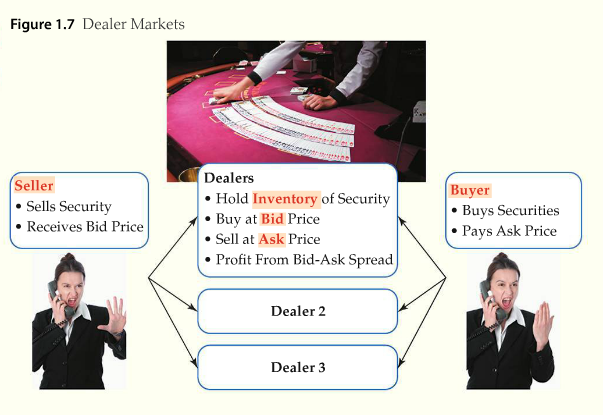 Figure 1.7 Dealer Markets
Seller
• Sells Security
• Receives Bid Price
Dealers
• Hold Inventory of Security
• Buy at Bid Price
• Sell at Ask Price
• Profit From Bid-Ask Spread
Buyer
• Buys Securities
• Pays Ask Price
Dealer 2
Dealer 3